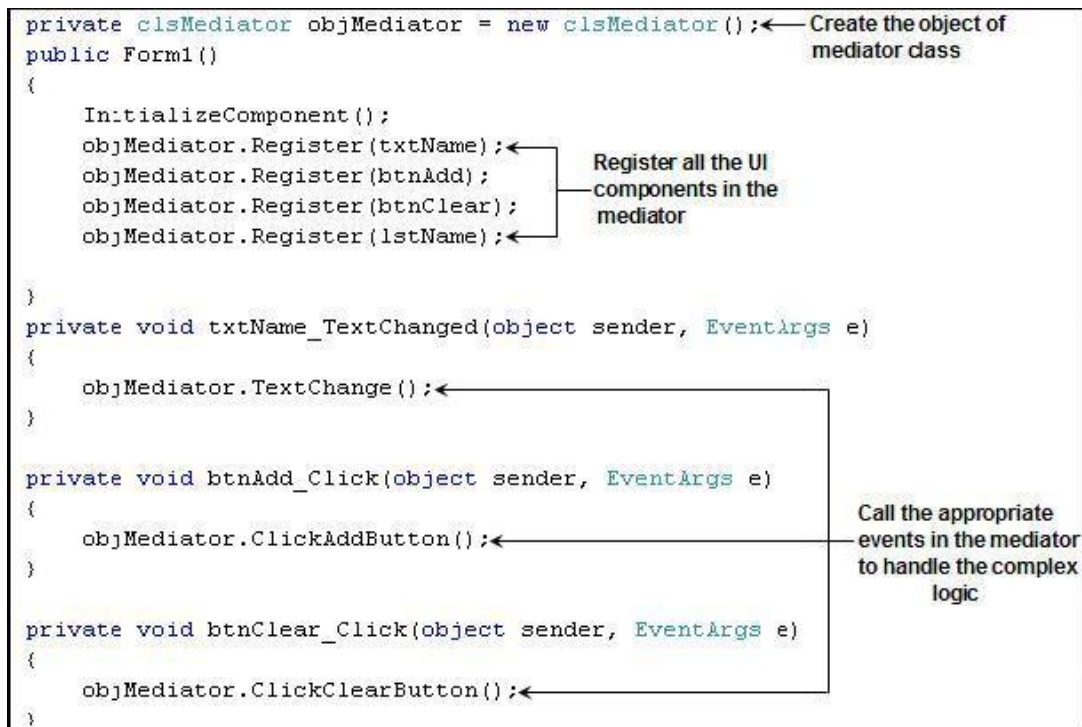 private clsMediator objMediator = new clsMediator(); Create the object of
mediator class
public Form1()
{
InitializeComponent();
objMediator.Register(txtName);
objMediator.Register(btnAdd);
objMediator.Register(btnClear);
objMediator.Register(lstName);
Register all the UI
components in the
mediator
}
private void txtName_TextChanged(object sender, EventArgs e)
{
objMediator.TextChange();
}
private void btnAdd_Click(object sender, EventArgs e)
{
objMediator.ClickAddButton();
}
Call the appropriate
events in the mediator
to handle the complex
logic
private void btnClear_Click(object sender, EventArgs e)
{
objMediator.ClickClearButton();
}